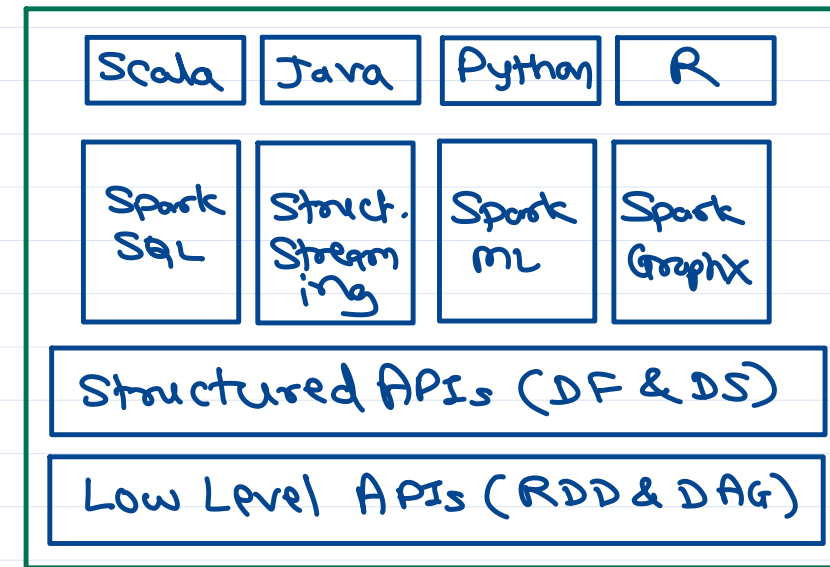 Scala Java Python R
Spark Struct. Spark Spark
SQL Stream ML GraphX
ing
Structured APIs (DF & DS)
Low Level APIs (RDD & DAG)